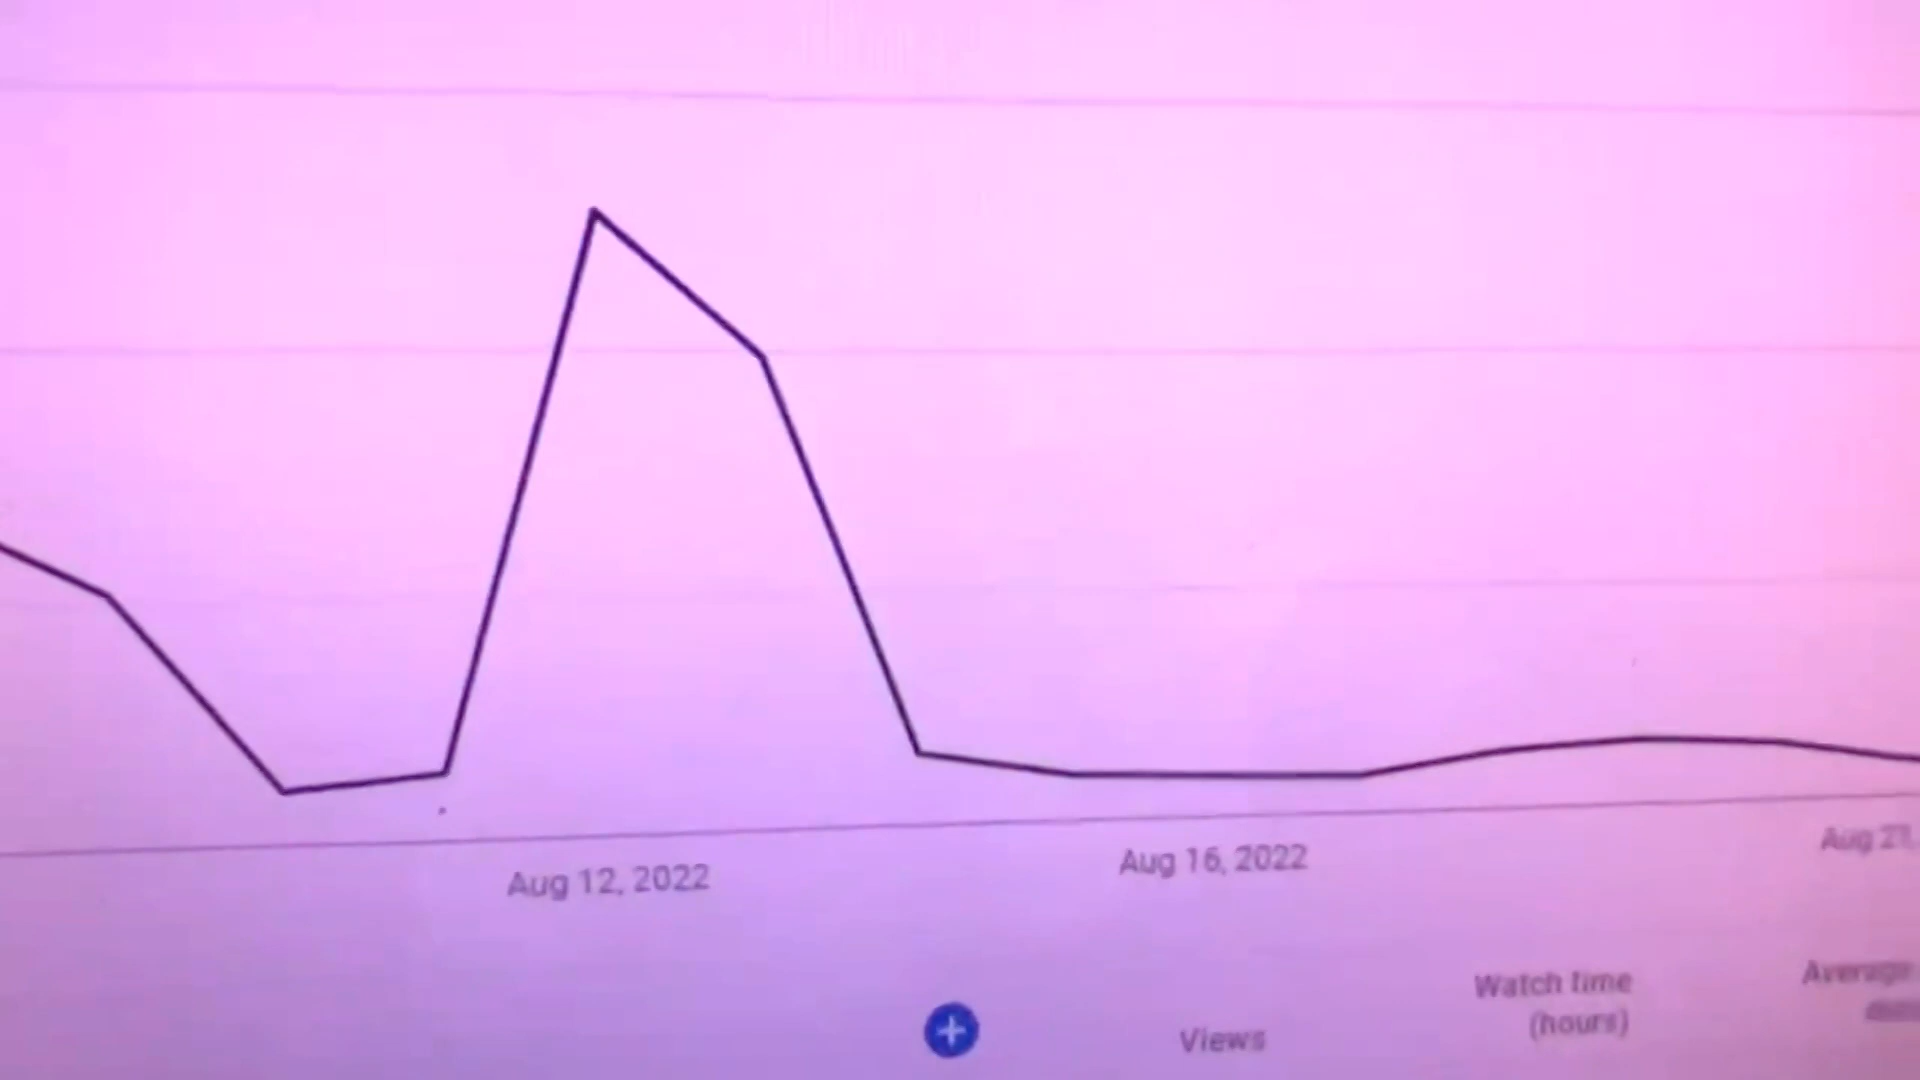 Aug 12, 2022
Aug 16, 2022
Aug 21,
Watch time
(hours)
Average
Views